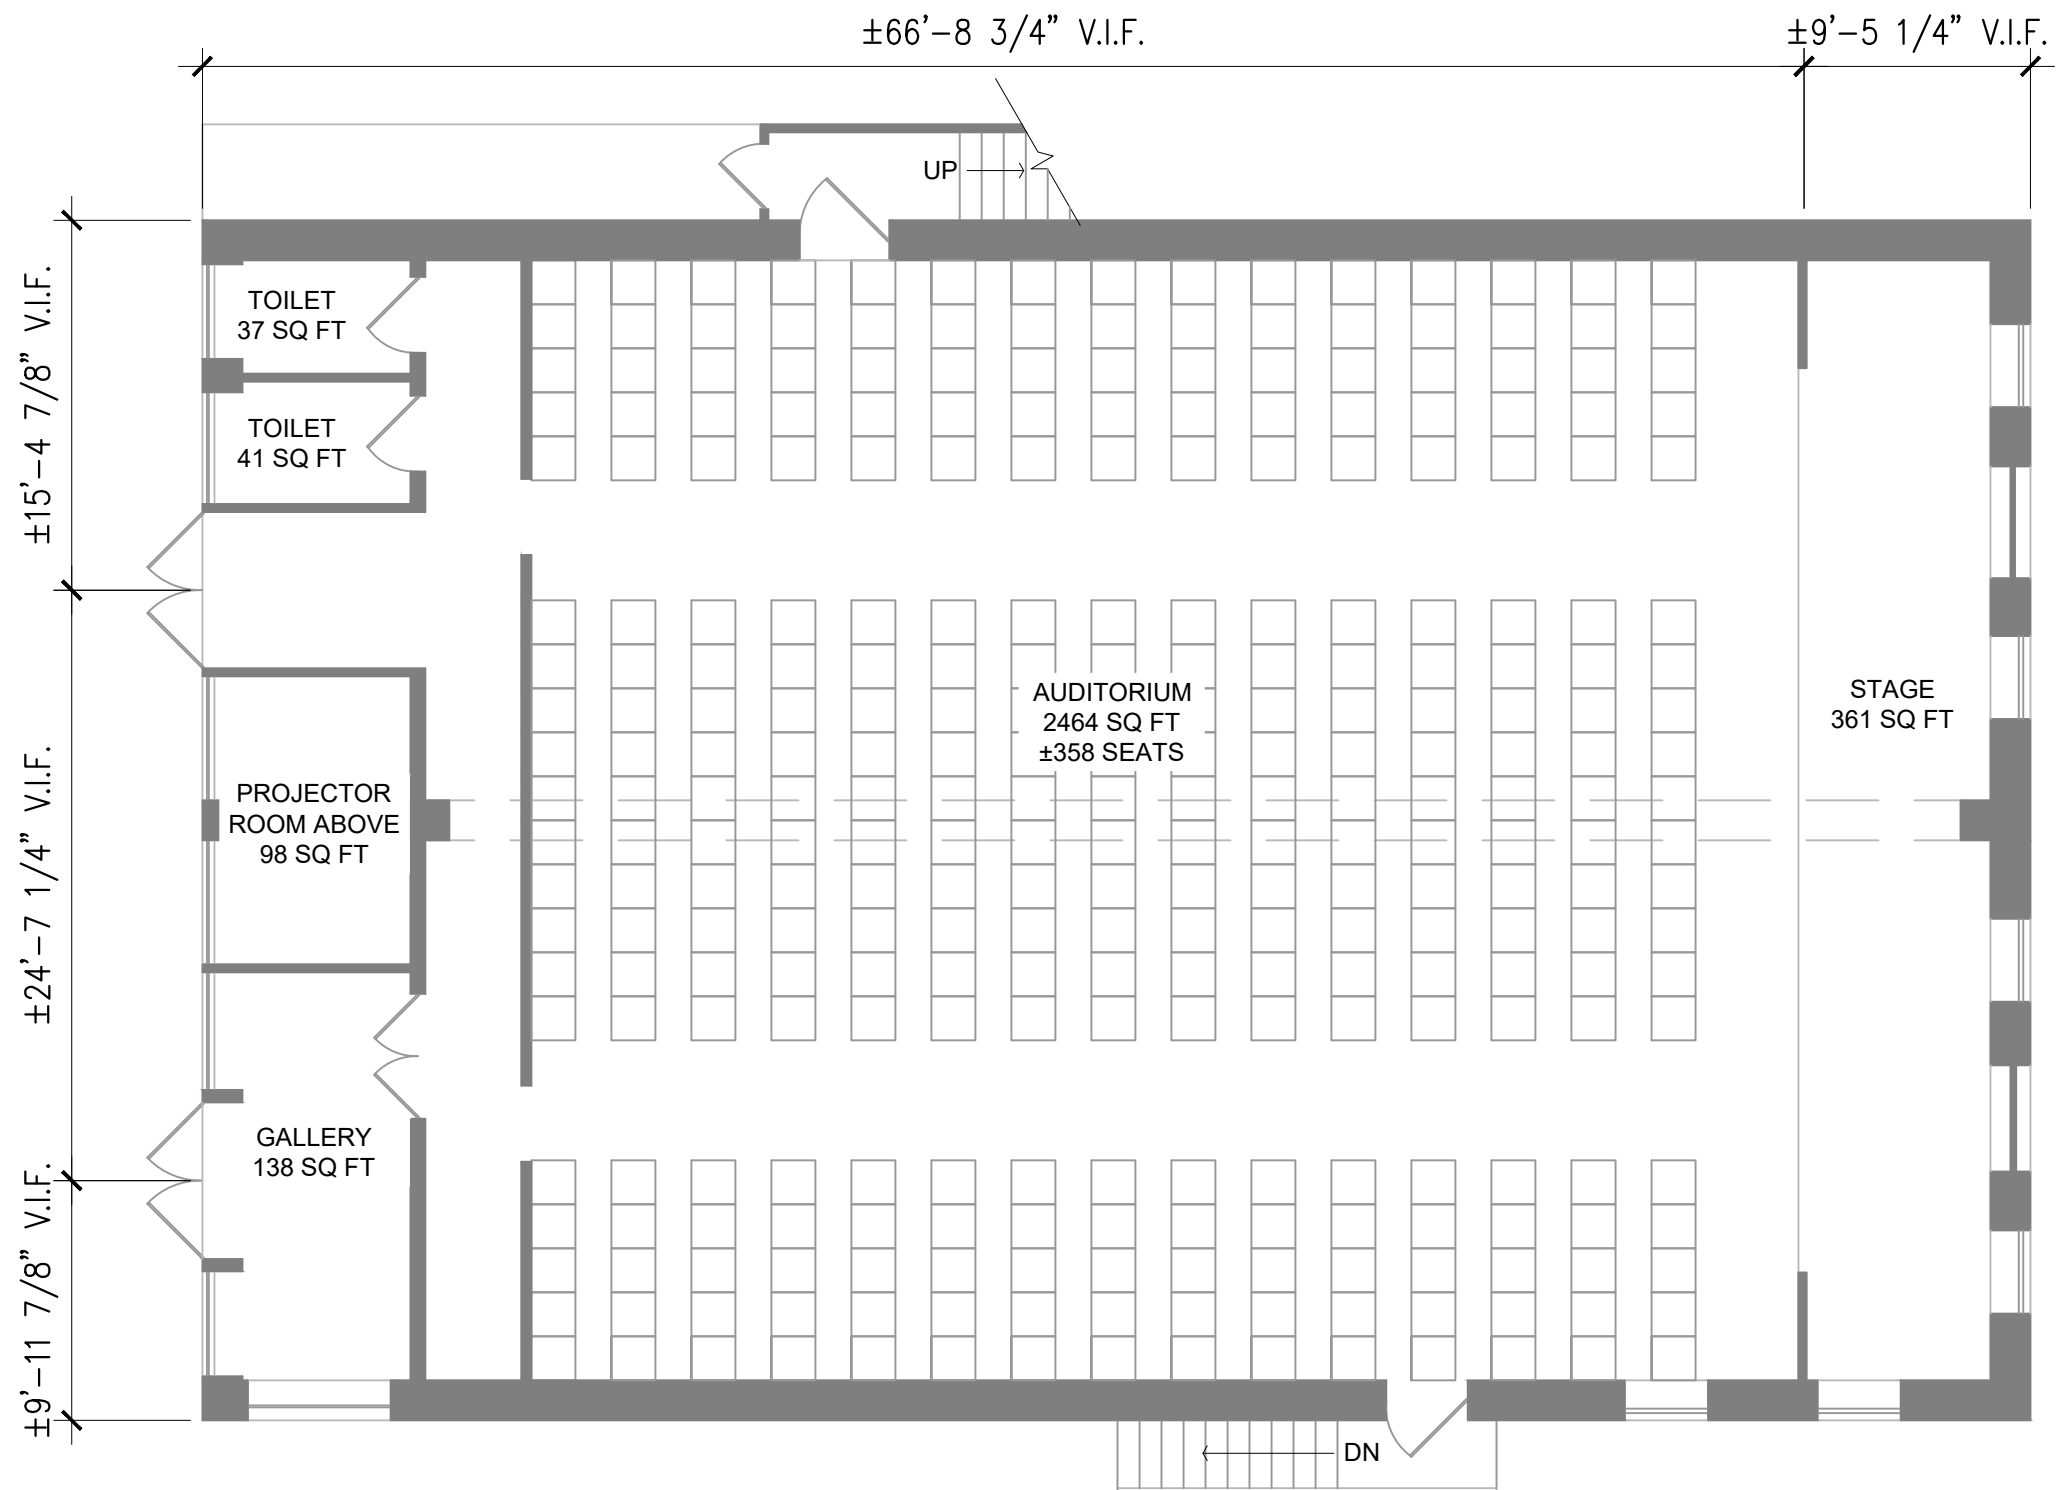 ±66’-8 3/4” V.I.F.
±9’-5 1/4” V.I.F.
UP
±15’-4 7/8” V.I.F.
TOILET
37 SQ FT
TOILET
41 SQ FT
AUDITORIUM
2464 SQ FT
±358 SEATS
STAGE
361 SQ FT
±24’-7 1/4” V.I.F.
PROJECTOR
ROOM ABOVE
98 SQ FT
GALLERY
138 SQ FT
±9’-11 7/8” V.I.F.
DN